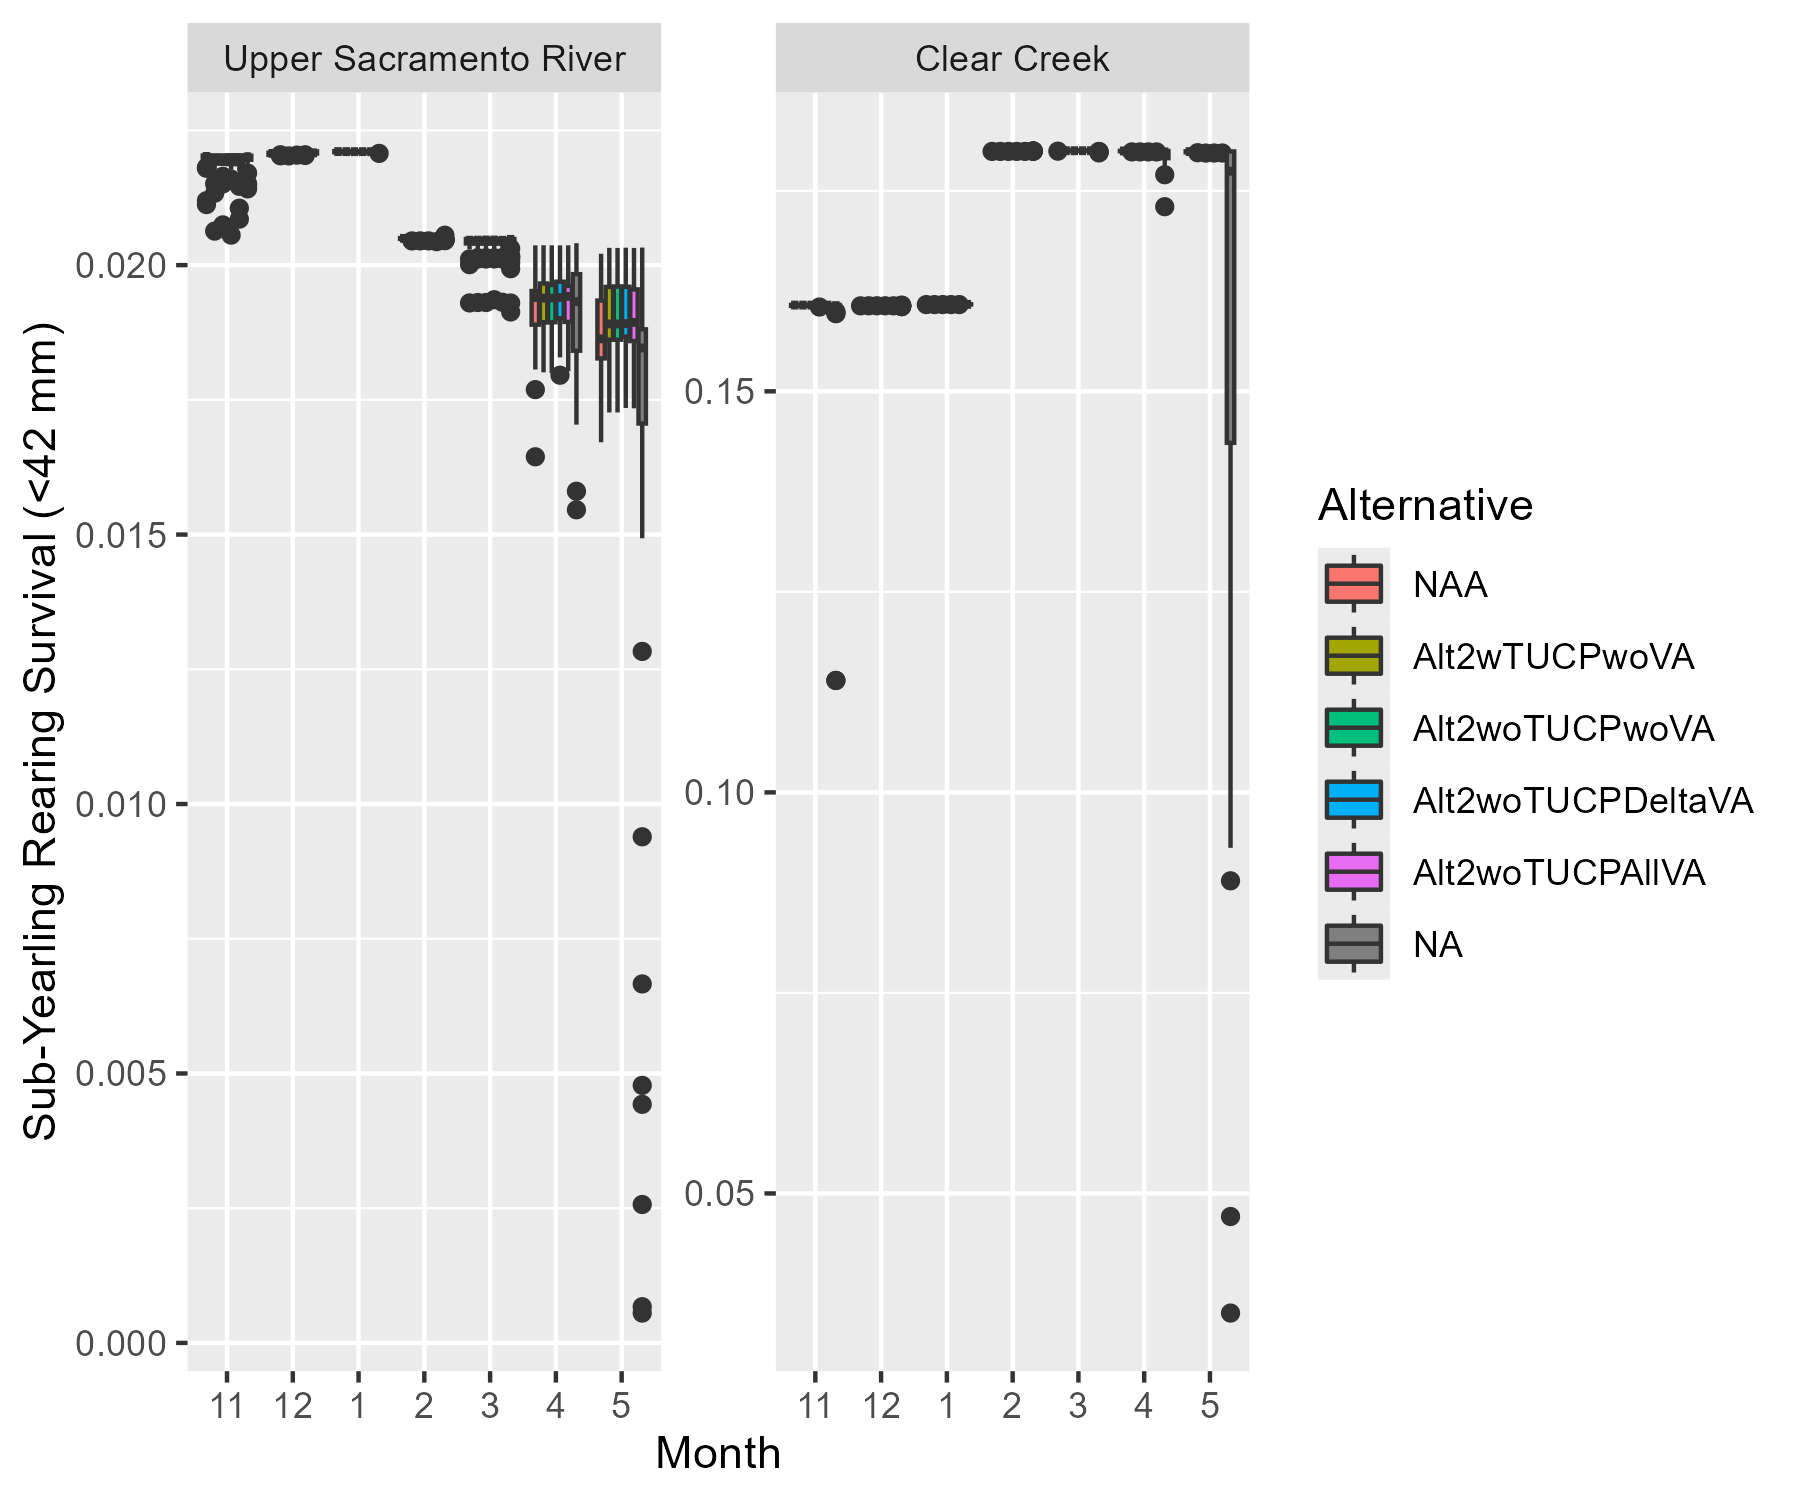 Upper Sacramento River
Clear Creek
Sub-Yearling Rearing Survival (<42 mm)
0.020
0.015
0.010
0.005
0.000
0.15
0.10
0.05
11 12 1 2 3 4 5
11 12 1 2 3 4 5
Month
Alternative
NAA
Alt2wTUCPwoVA
Alt2woTUCPwoVA
Alt2woTUCPDeltaVA
Alt2woTUCPAllVA
NA